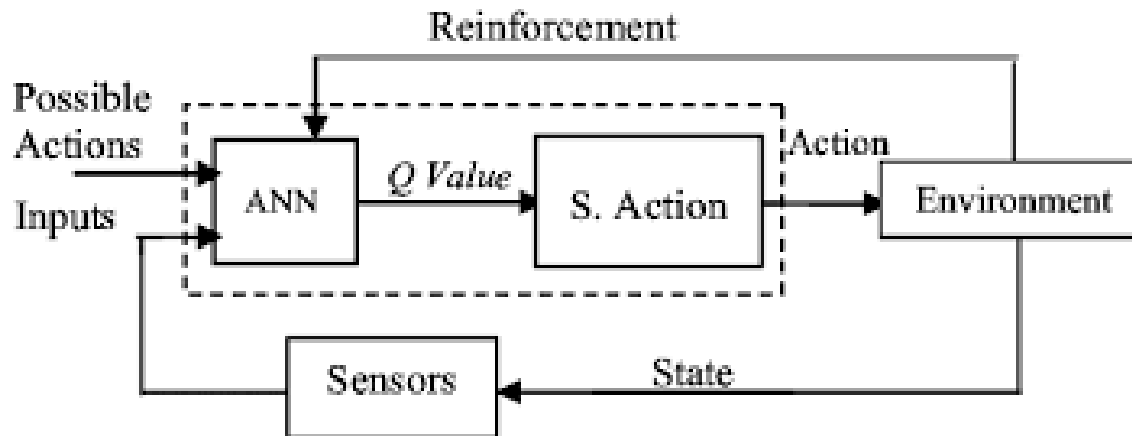 Reinforcement
Possible
Actions
Inputs
ANN
Q Value
S. Action
Action
Environment
Sensors
State